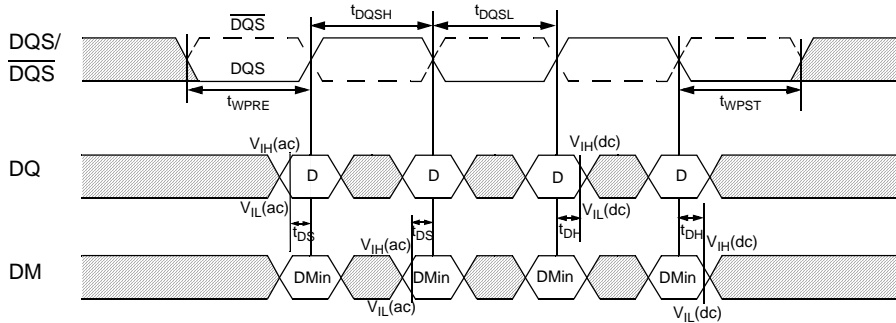 tDQSH tDQSL
DQS
DQS/
DQS
DQS
tWPRE tWPST
VIH(ac) VIH(dc)
DQ D D D D
VIL(ac) VIL(dc)
tDS tDS tDH tDH
VIH(ac) VIH(dc)
DM DMin DMin DMin DMin
VIL(ac) VIL(dc)